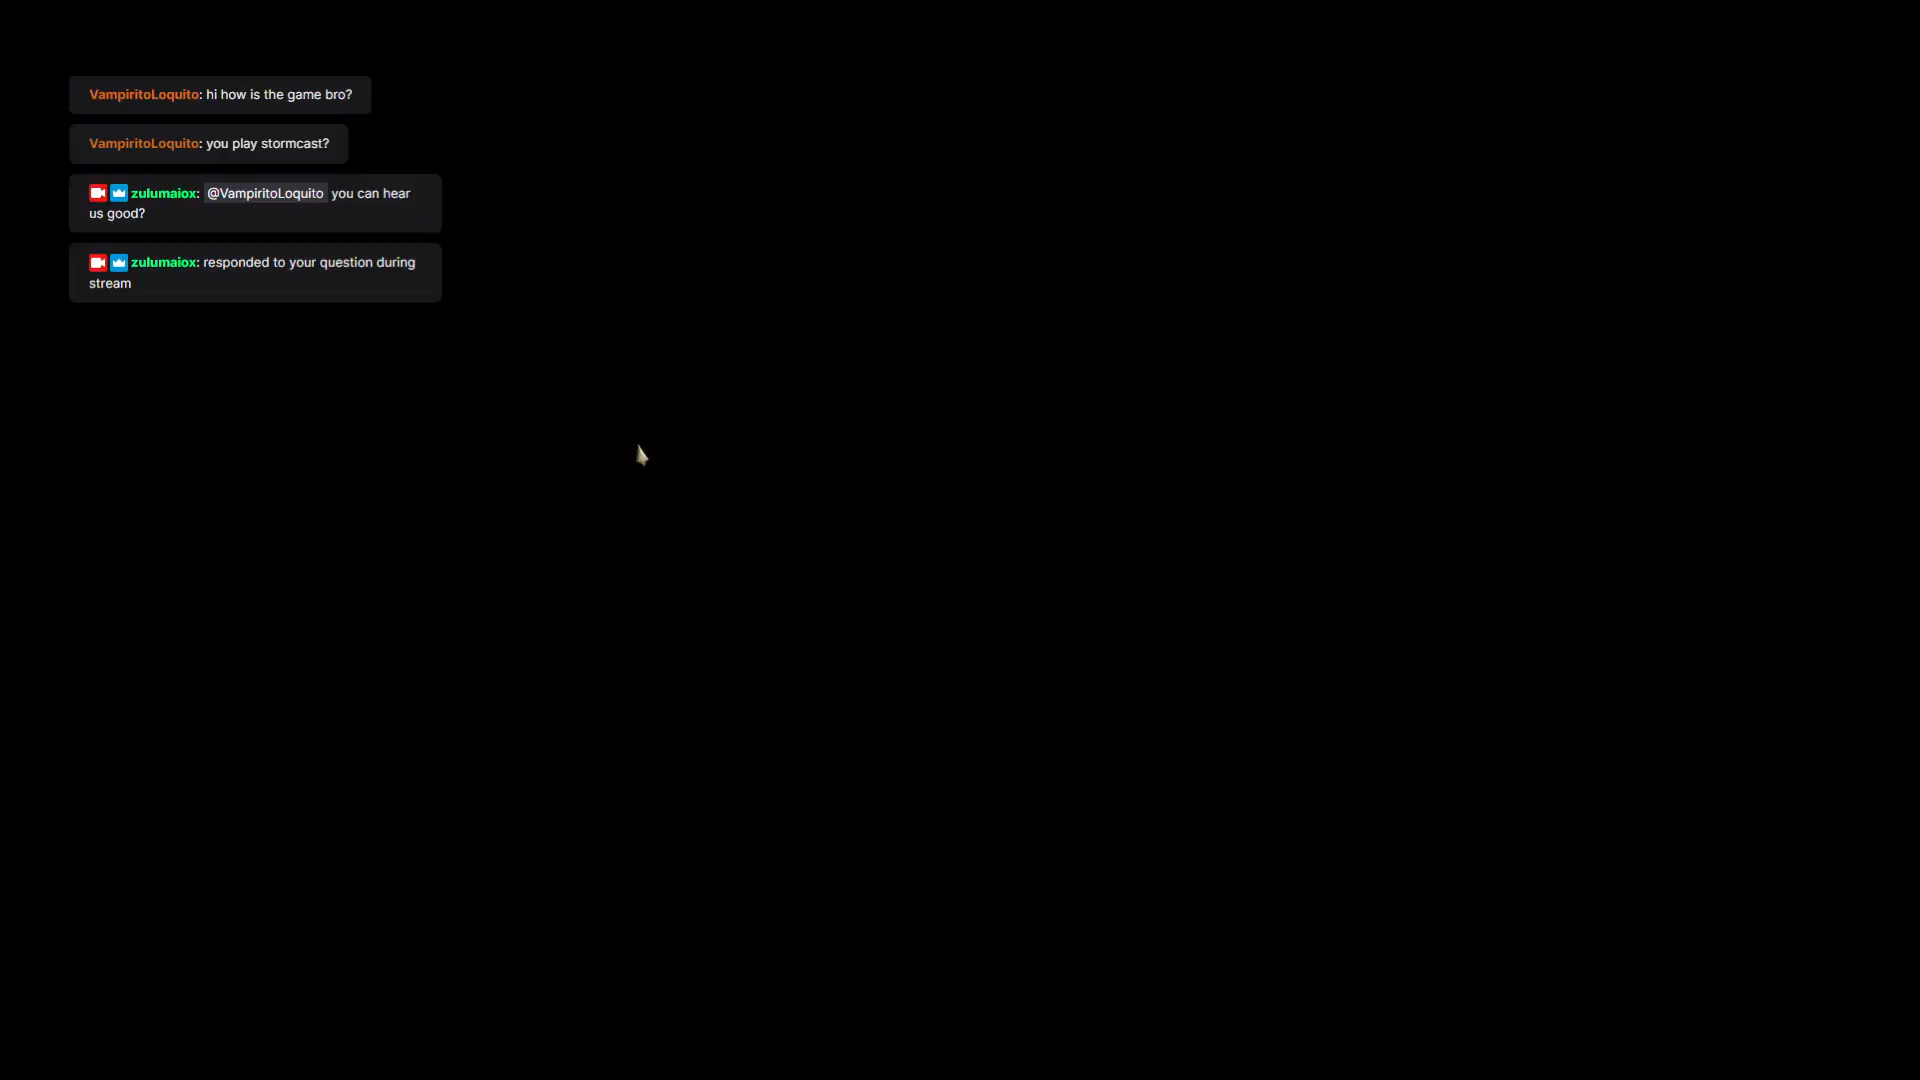 VampiritoLoquito: hi how is the game bro?
VampiritoLoquito: you play stormcast?
zulumaiox: @VampiritoLoquito you can hear
us good?
zulumaiox: responded to your question during
stream